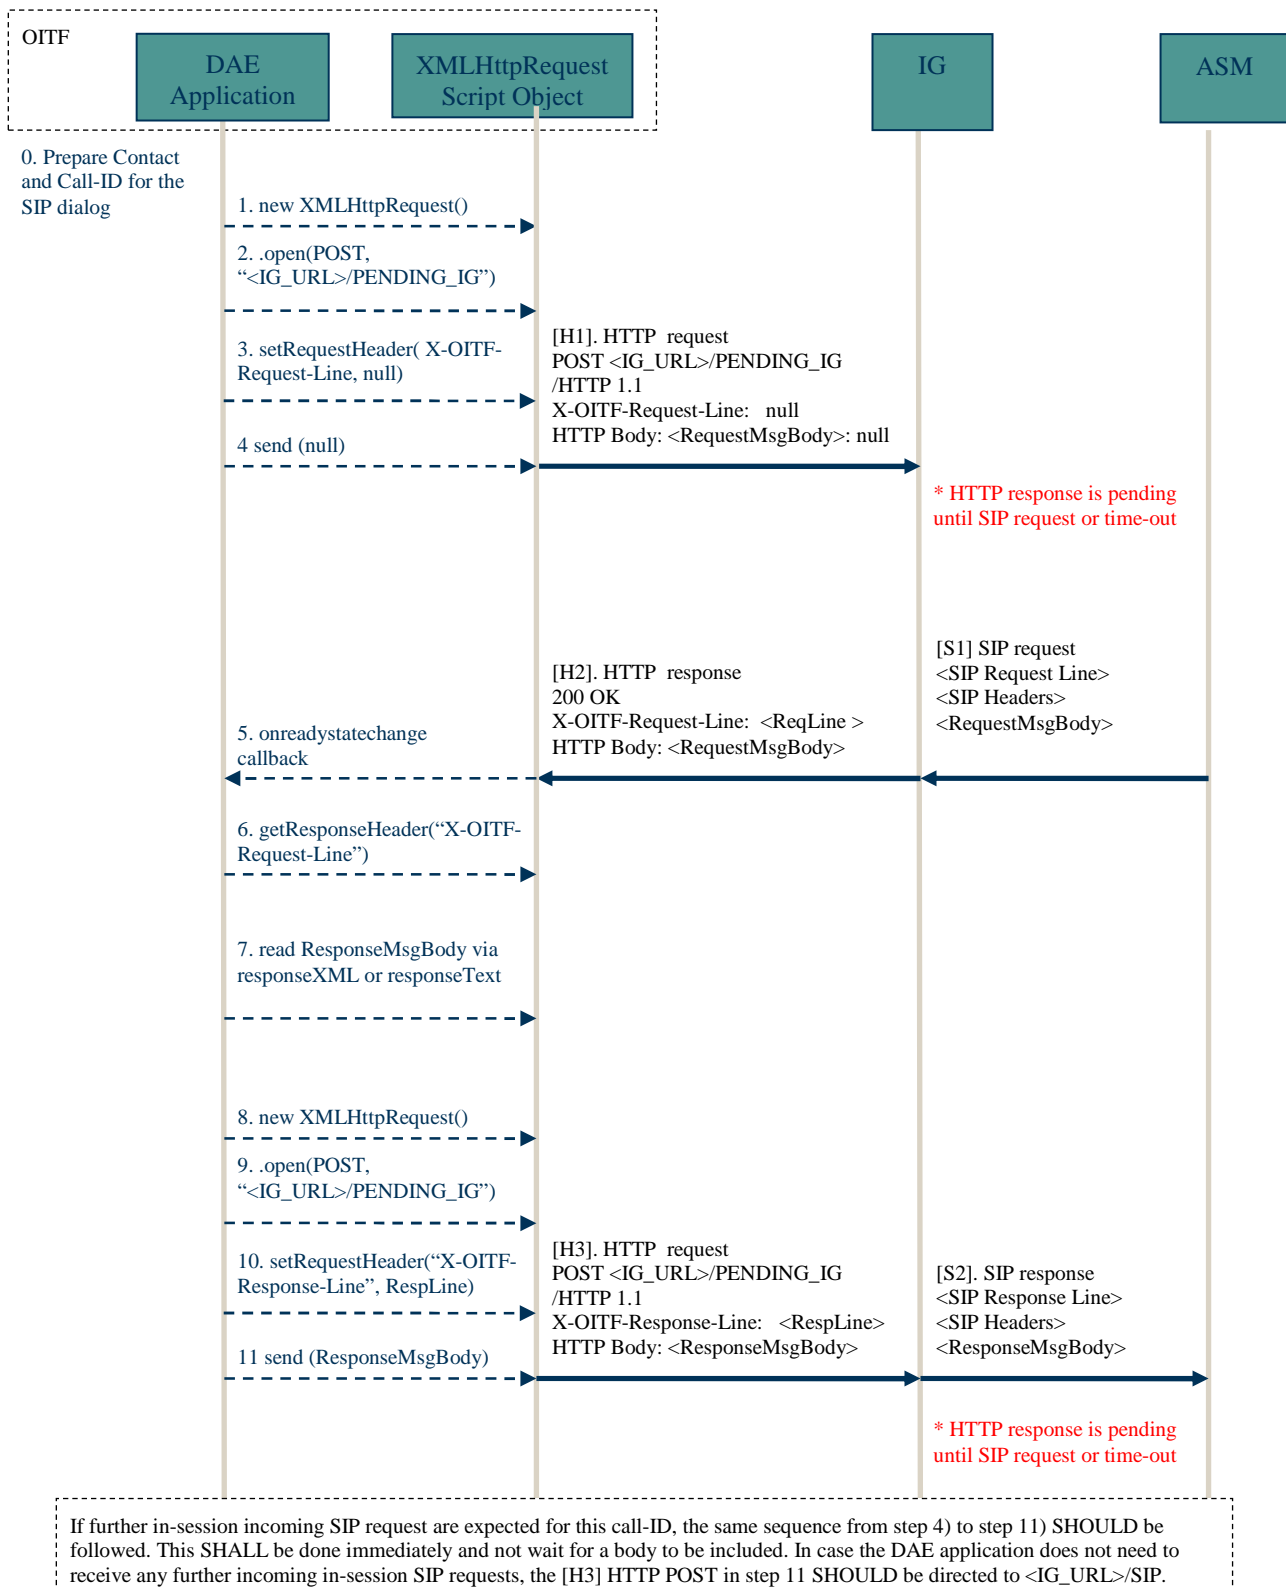 OITF
DAE
Application
XMLHttpRequest
Script Object
IG
ASM
0. Prepare Contact
and Call-ID for the
SIP dialog
1. new XMLHttpRequest()
2. .open(POST,
“<IG_URL>/PENDING_IG”)
3. setRequestHeader( X-OITF-
Request-Line, null)
[H1]. HTTP  request
POST <IG_URL>/PENDING_IG
/HTTP 1.1
X-OITF-Request-Line:   null
HTTP Body: <RequestMsgBody>: null
4 send (null)
* HTTP response is pending
until SIP request or time-out
[S1] SIP request
<SIP Request Line>
<SIP Headers>
<RequestMsgBody>
[H2]. HTTP  response
200 OK
X-OITF-Request-Line:  <ReqLine >
HTTP Body: <RequestMsgBody>
5. onreadystatechange
callback
6. getResponseHeader(“X-OITF-
Request-Line”)
7. read ResponseMsgBody via
responseXML or responseText
8. new XMLHttpRequest()
9. .open(POST,
“<IG_URL>/PENDING_IG”)
10. setRequestHeader(“X-OITF-
Response-Line”, RespLine)
[H3]. HTTP  request
POST <IG_URL>/PENDING_IG
/HTTP 1.1
X-OITF-Response-Line:   <RespLine>
HTTP Body: <ResponseMsgBody>
[S2]. SIP response
<SIP Response Line>
<SIP Headers>
<ResponseMsgBody>
11 send (ResponseMsgBody)
* HTTP response is pending
until SIP request or time-out
If further in-session incoming SIP request are expected for this call-ID, the same sequence from step 4) to step 11) SHOULD be
followed. This SHALL be done immediately and not wait for a body to be included. In case the DAE application does not need to
receive any further incoming in-session SIP requests, the [H3] HTTP POST in step 11 SHOULD be directed to <IG_URL>/SIP.